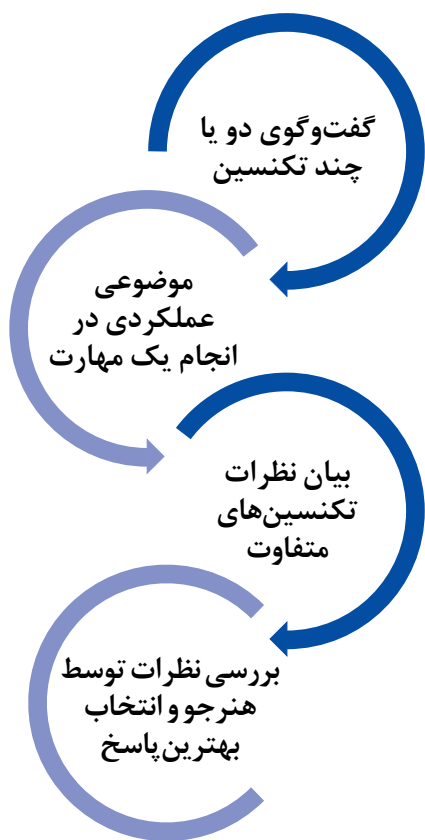 گفت‌وگوی دو یا
چند تکنسین
موضوعی
عملکردی در
انجام یک مهارت
بیان نظرات
تکنسین‌های
متفاوت
بررسی نظرات توسط
هنرجو و انتخاب
بهترین پاسخ